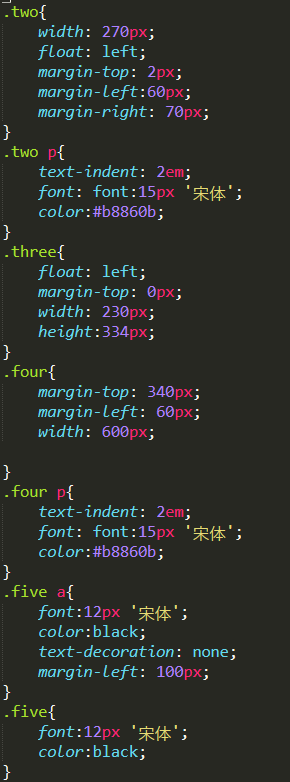 .two{
    width: 270px;
    float: left;
    margin-top: 2px;
    margin-left:60px;
    margin-right: 70px;
}
.two p{
    text-indent: 2em;
    font: font:15px '宋体';
    color:#b8860b;
}
.three{
    float: left;
    margin-top: 0px;
    width: 230px;
    height:334px;
}
.four{
    margin-top: 340px;
    margin-left: 60px;
    width: 600px;

}
.four p{
    text-indent: 2em;
    font: font:15px '宋体';
    color:#b8860b;
}
.five a{
    font:12px '宋体';
    color:black;
    text-decoration: none;
    margin-left: 100px;
}
.five{
    font:12px '宋体';
    color:black;
}